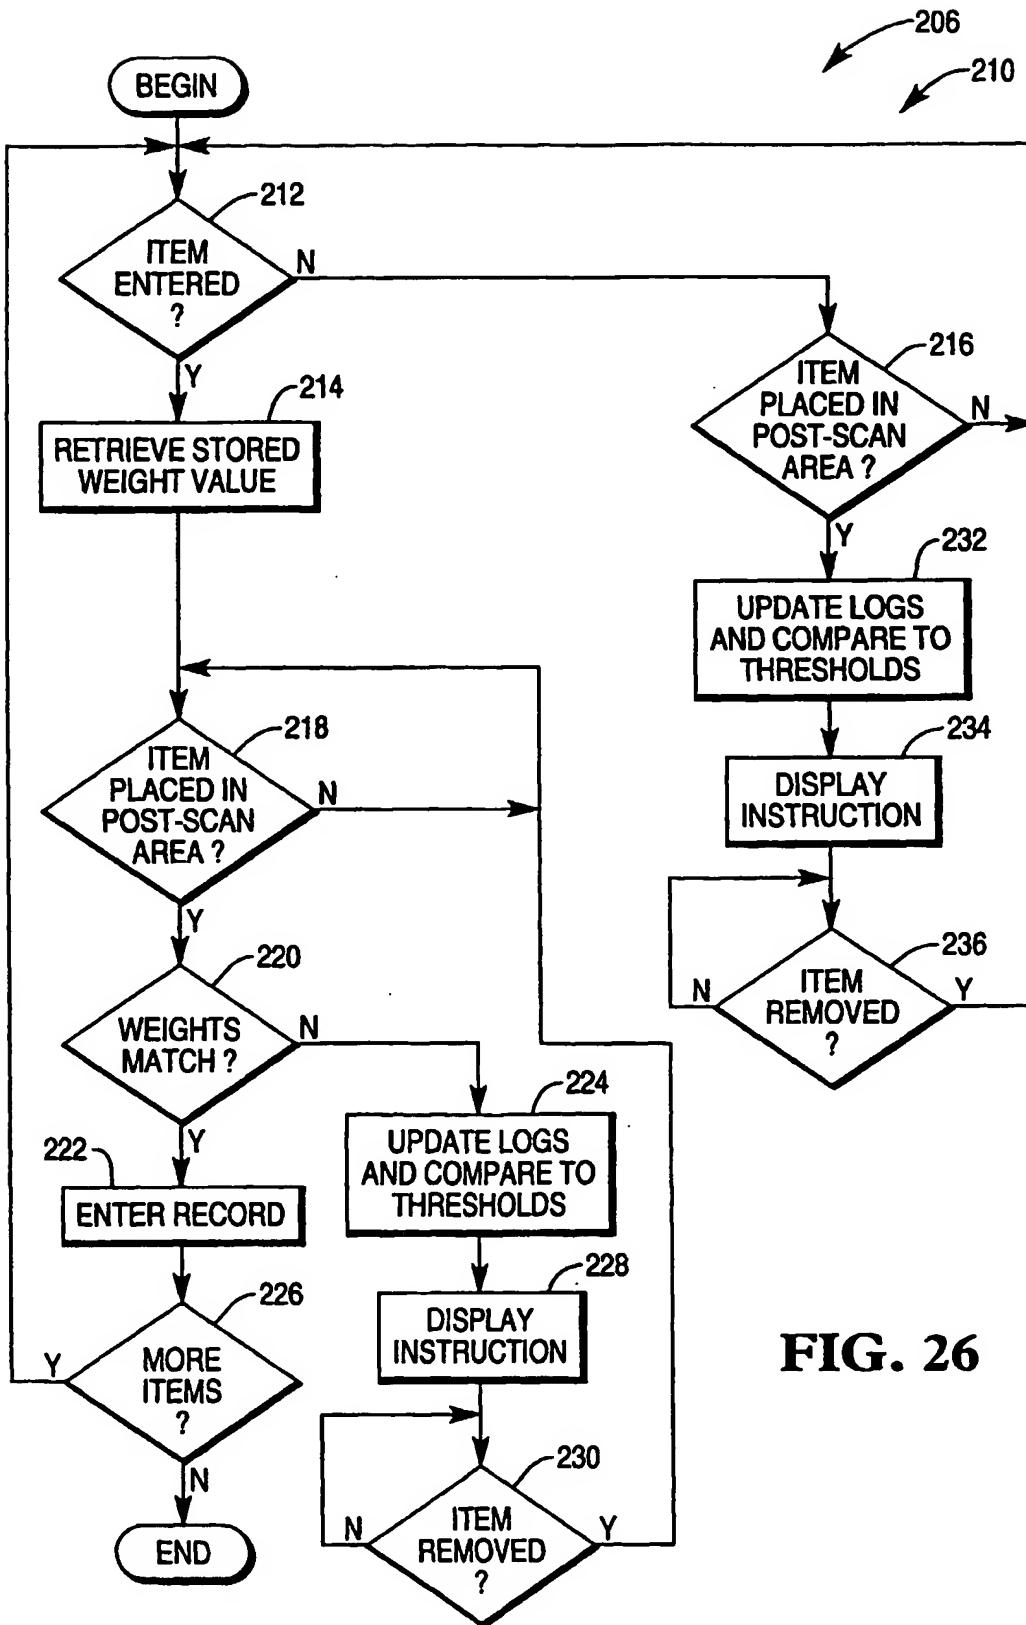 206
210
BEGIN
212
ITEM
ENTERED
?
N
Y
214
RETRIEVE STORED
WEIGHT VALUE
216
ITEM
PLACED IN
POST-SCAN
AREA ?
N
Y
232
UPDATE LOGS
AND COMPARE TO
THRESHOLDS
234
DISPLAY
INSTRUCTION
236
ITEM
REMOVED
?
N
Y
218
ITEM
PLACED IN
POST-SCAN
AREA ?
N
Y
220
WEIGHTS
MATCH ?
N
Y
222
ENTER RECORD
224
UPDATE LOGS
AND COMPARE TO
THRESHOLDS
226
MORE
ITEMS
?
Y
N
END
228
DISPLAY
INSTRUCTION
230
ITEM
REMOVED
?
N
Y
FIG. 26